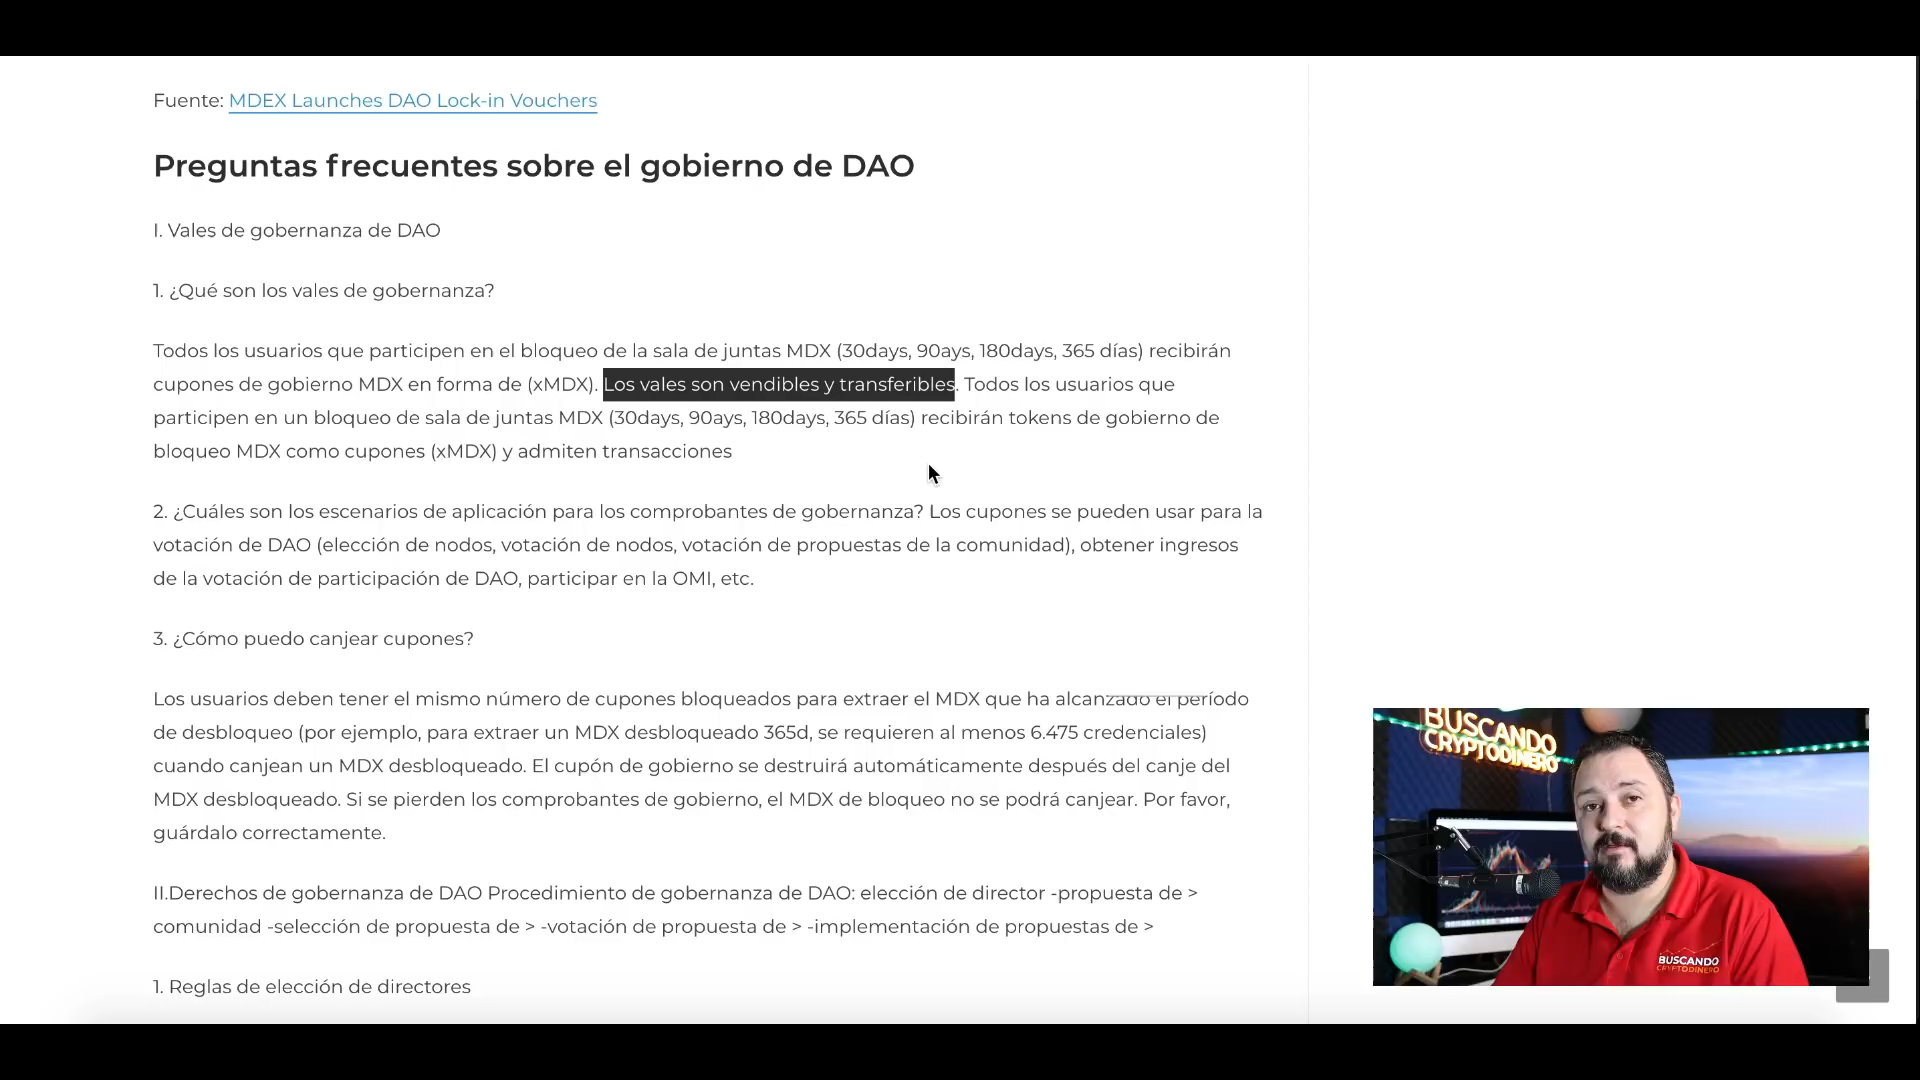 Fuente: MDEX Launches DAO Lock-in Vouchers
Preguntas frecuentes sobre el gobierno de DAO
I. Vales de gobernanza de DAO
1. ¿Qué son los vales de gobernanza?
Todos los usuarios que participen en el bloqueo de la sala de juntas MDX (30days, 90ays, 180days, 365 días) recibirán
cupones de gobierno MDX en forma de (xMDX). Los vales son vendibles y transferibles. Todos los usuarios que
participen en un bloqueo de sala de juntas MDX (30days, 90ays, 180days, 365 días) recibirán tokens de gobierno de
bloqueo MDX como cupones (xMDX) y admiten transacciones
2. ¿Cuáles son los escenarios de aplicación para los comprobantes de gobernanza? Los cupones se pueden usar para la
votación de DAO (elección de nodos, votación de nodos, votación de propuestas de la comunidad), obtener ingresos
de la votación de participación de DAO, participar en la OMI, etc.
3. ¿Cómo puedo canjear cupones?
Los usuarios deben tener el mismo número de cupones bloqueados para extraer el MDX que ha alcanzado el período
de desbloqueo (por ejemplo, para extraer un MDX desbloqueado 365d, se requieren al menos 6.475 credenciales)
cuando canjean un MDX desbloqueado. El cupón de gobierno se destruirá automáticamente después del canje del
MDX desbloqueado. Si se pierden los comprobantes de gobierno, el MDX de bloqueo no se podrá canjear. Por favor,
guárdalo correctamente.
II.Derechos de gobernanza de DAO Procedimiento de gobernanza de DAO: elección de director -propuesta de >
comunidad -selección de propuesta de > -votación de propuesta de > -implementación de propuestas de >
1. Reglas de elección de directores
BUSCANDO
CRYPTODINERO
BUSCANDO
CRYPTODINERO